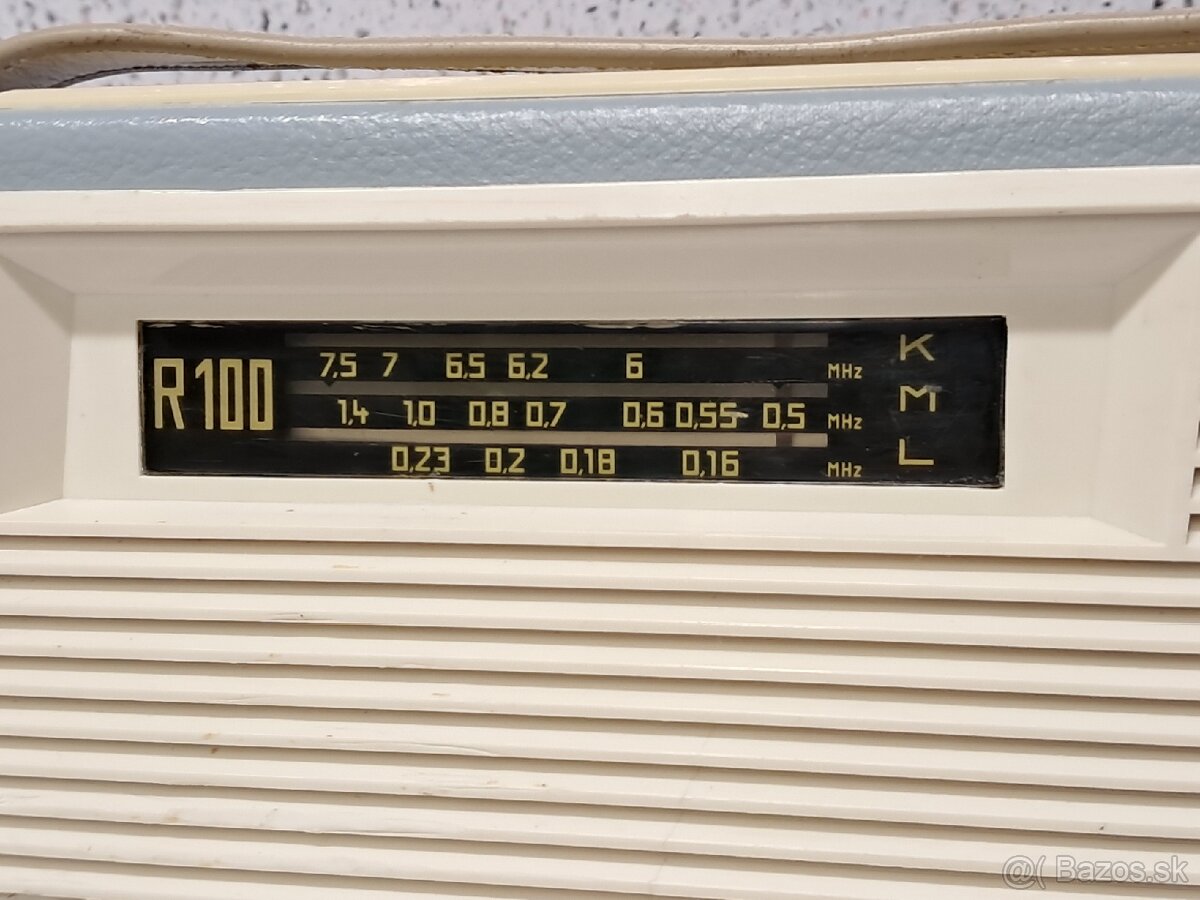 R100
7,5 7 6,5 6,2 6 MHz K
1,4 1,0 0,8 0,7 0,6 0,55 0,5 MHz M
0,23 0,2 0,18 0,16 MHz L
@( Bazos.sk